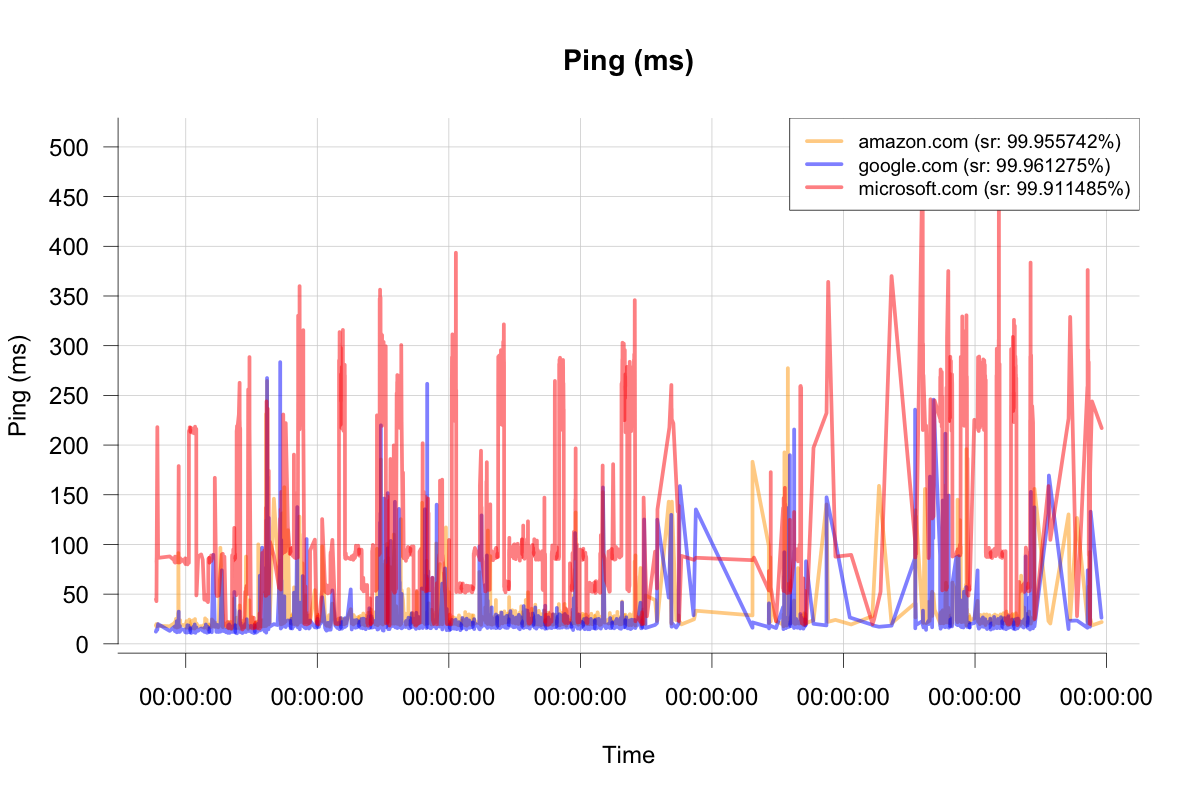 Ping (ms)
amazon.com (sr: 99.955742%)
google.com (sr: 99.961275%)
microsoft.com (sr: 99.911485%)
500
450
400
350
300
250
200
150
100
50
0
Ping (ms)
00:00:00 00:00:00 00:00:00 00:00:00 00:00:00 00:00:00 00:00:00 00:00:00
Time